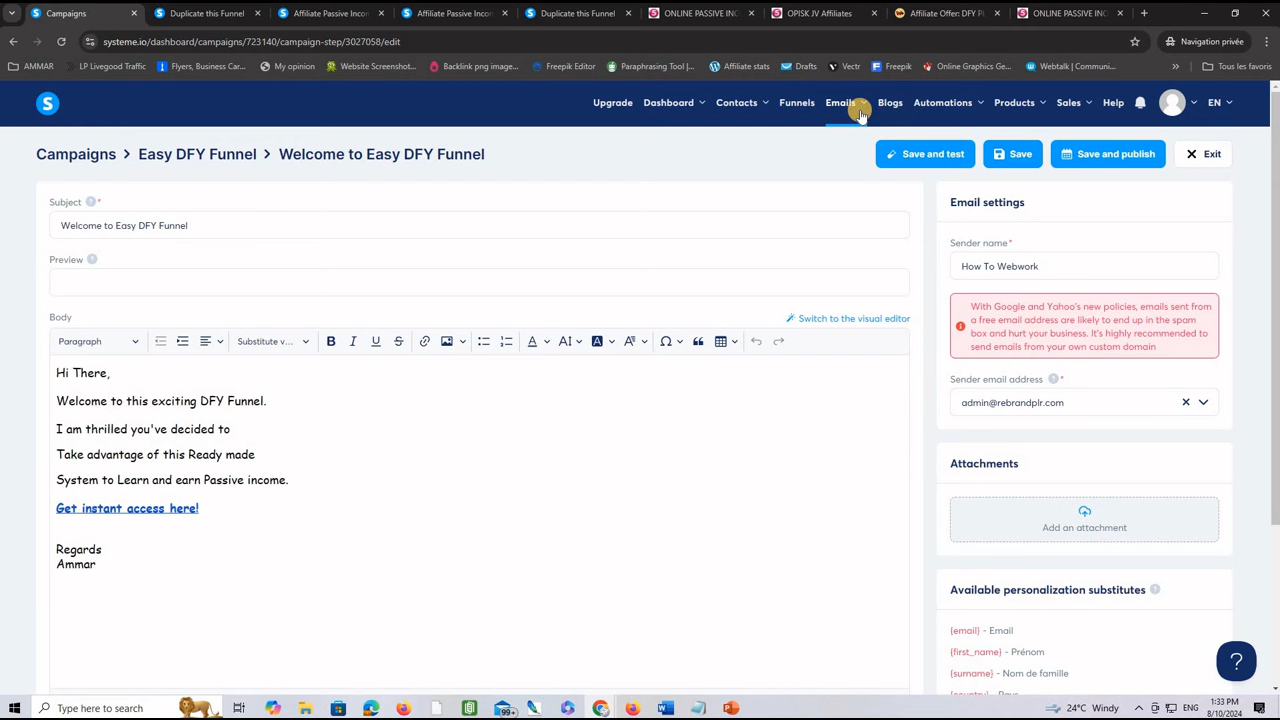 Campaigns
Duplicate this Funnel
Affiliate Passive Incon
Affiliate Passive Incon
Duplicate this Funnel
ONLINE PASSIVE INC
OPISK JV Affiliates
Affiliate Offer: DFY P
ONLINE PASSIVE INC
systeme.io/dashboard/campaigns/723140/campaign-step/3027058/edit
Navigation privée
AMMAR
LP Livegood Traffic
Flyers, Business Car...
My opinion
Website Screenshot...
Backlink png image...
Freepik Editor
Paraphrasing Tool |...
Affiliate stats
Drafts
Vectr
Freepik
Online Graphics Ge...
Webtalk | Communit...
Tous les favoris
Upgrade
Dashboard
Contacts
Funnels
Emails
Blogs
Automations
Products
Sales
Help
EN
Campaigns > Easy DFY Funnel > Welcome to Easy DFY Funnel
Save and test
Save
Save and publish
Exit
Subject ? *
Welcome to Easy DFY Funnel
Preview ?
Body
Switch to the visual editor
Paragraph
Substitute v...
Hi There,
Welcome to this exciting DFY Funnel.
I am thrilled you've decided to
Take advantage of this Ready made
System to Learn and earn Passive income.
Get instant access here!
Regards
Ammar
Email settings
Sender name*
How To Webwork
With Google and Yahoo's new policies, emails sent
from a free email address are likely to end up in the spam
box and hurt your business. It's highly recommended to
send emails from your own custom domain
Sender email address ? *
admin@rebrandplr.com
Attachments
Add an attachment
Available personalization substitutes ?
{email} - Email
{first_name} - Prénom
{surname} - Nom de famille
{country} - Pays
?
Type here to search
99+
24°C Windy
ENG
1:33 PM
8/10/2024